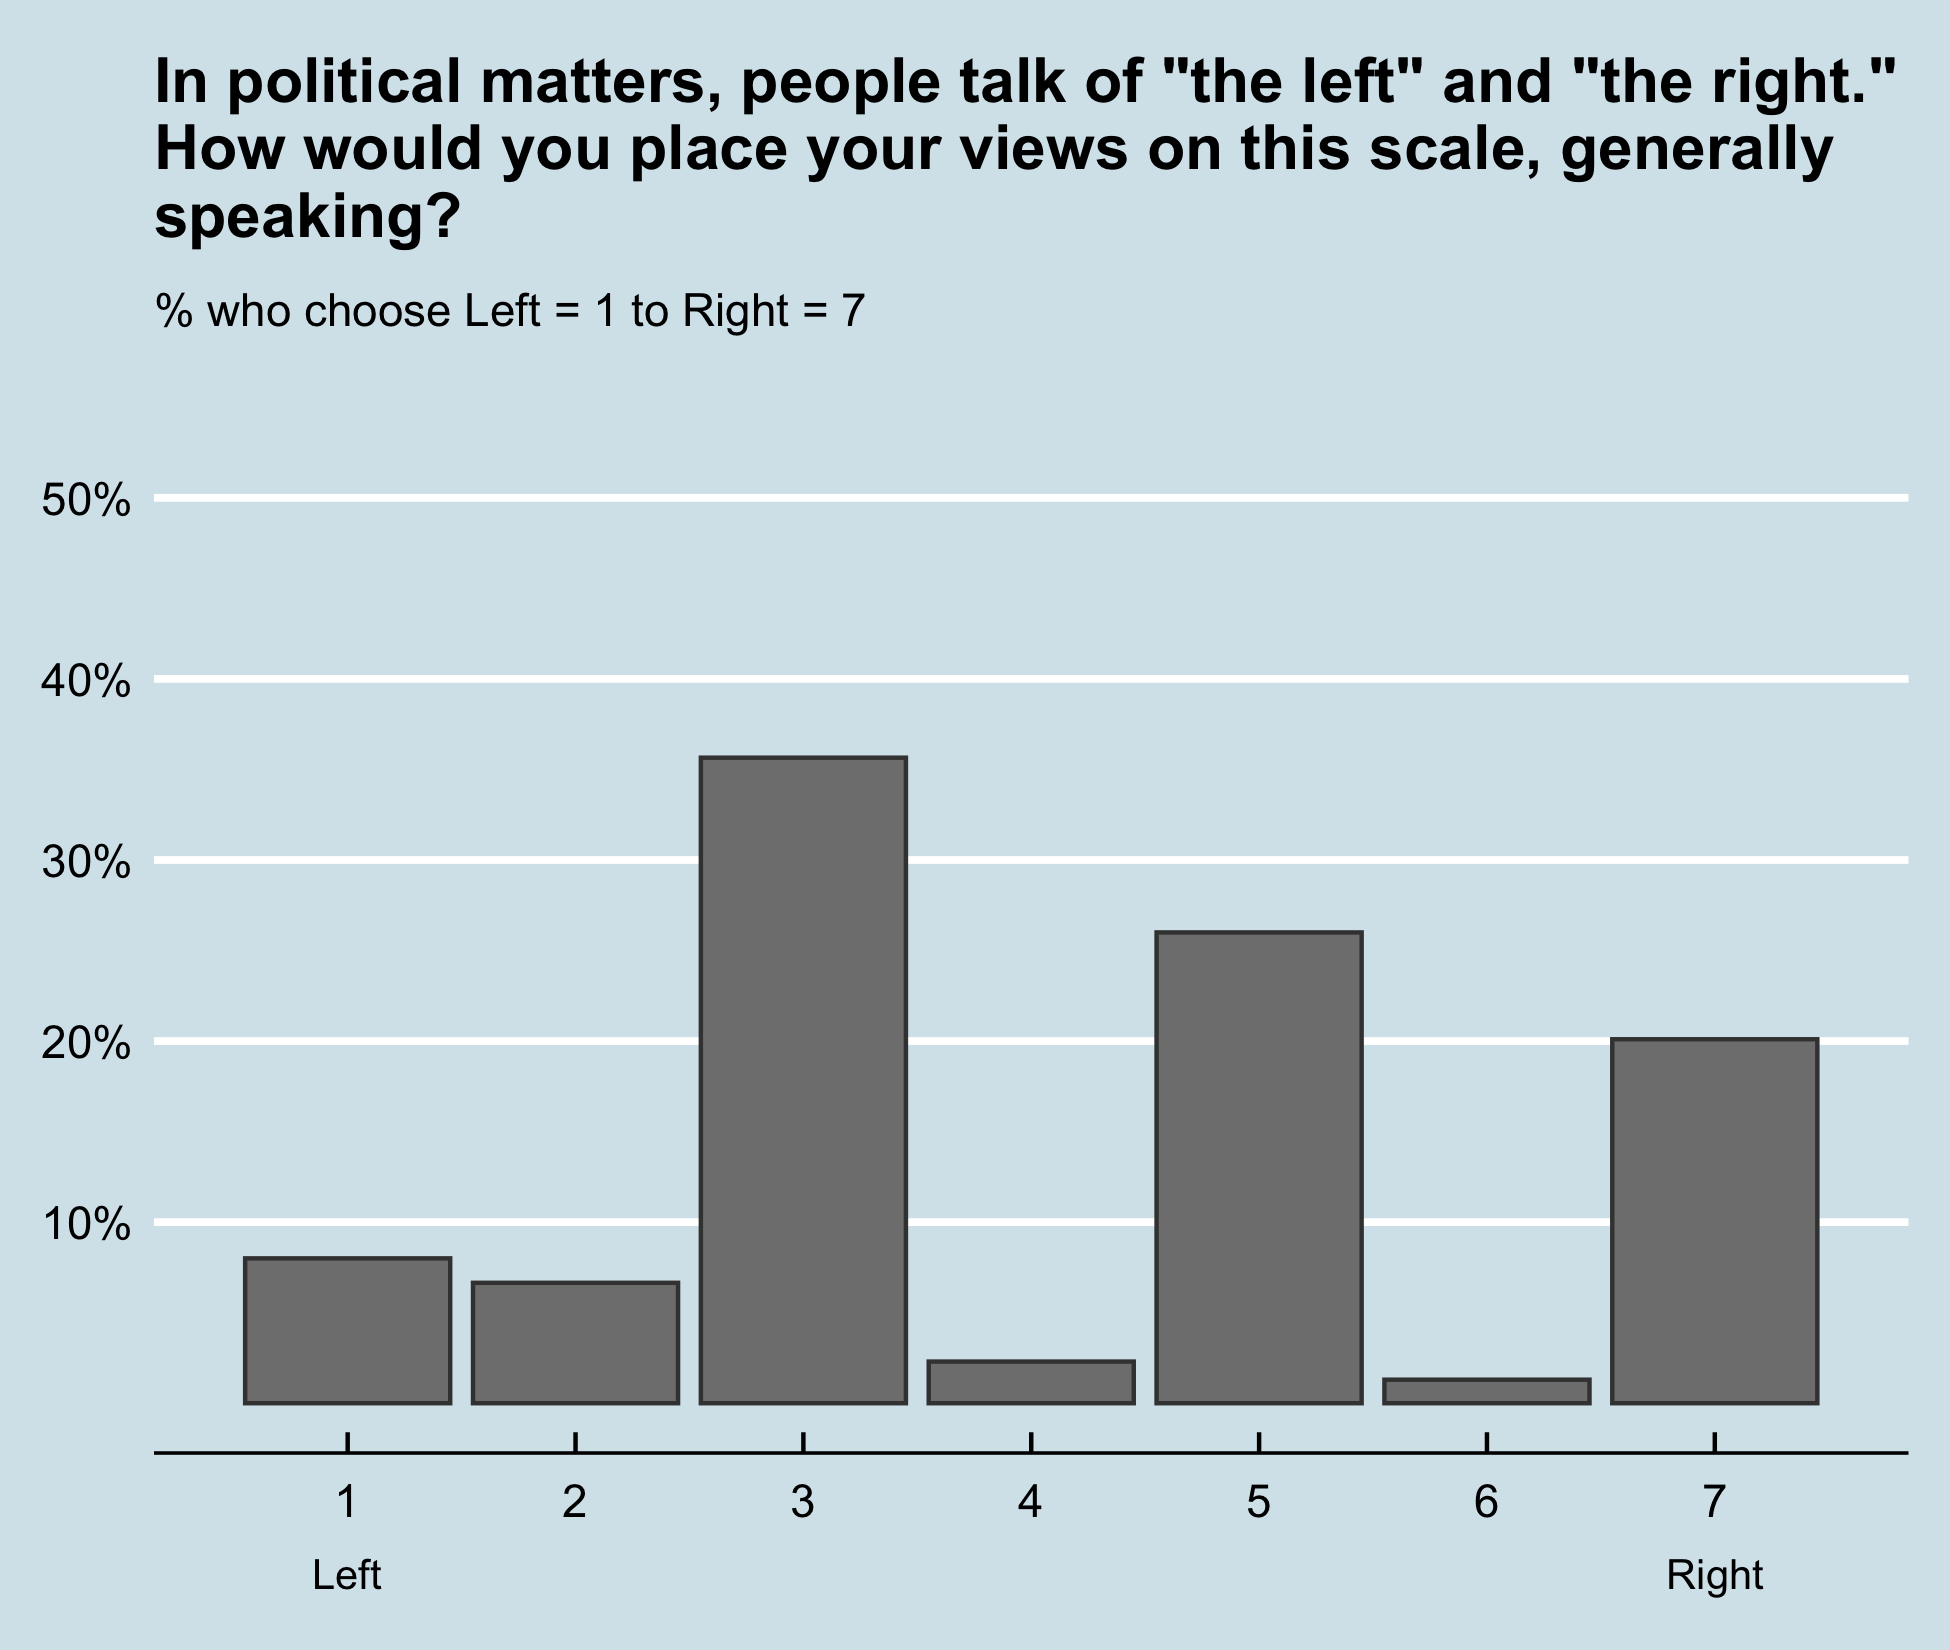 In political matters, people talk of "the left" and "the right."
How would you place your views on this scale, generally
speaking?
% who choose Left = 1 to Right = 7
50%
40%
30%
20%
10%
1 2 3 4 5 6 7
Left Right